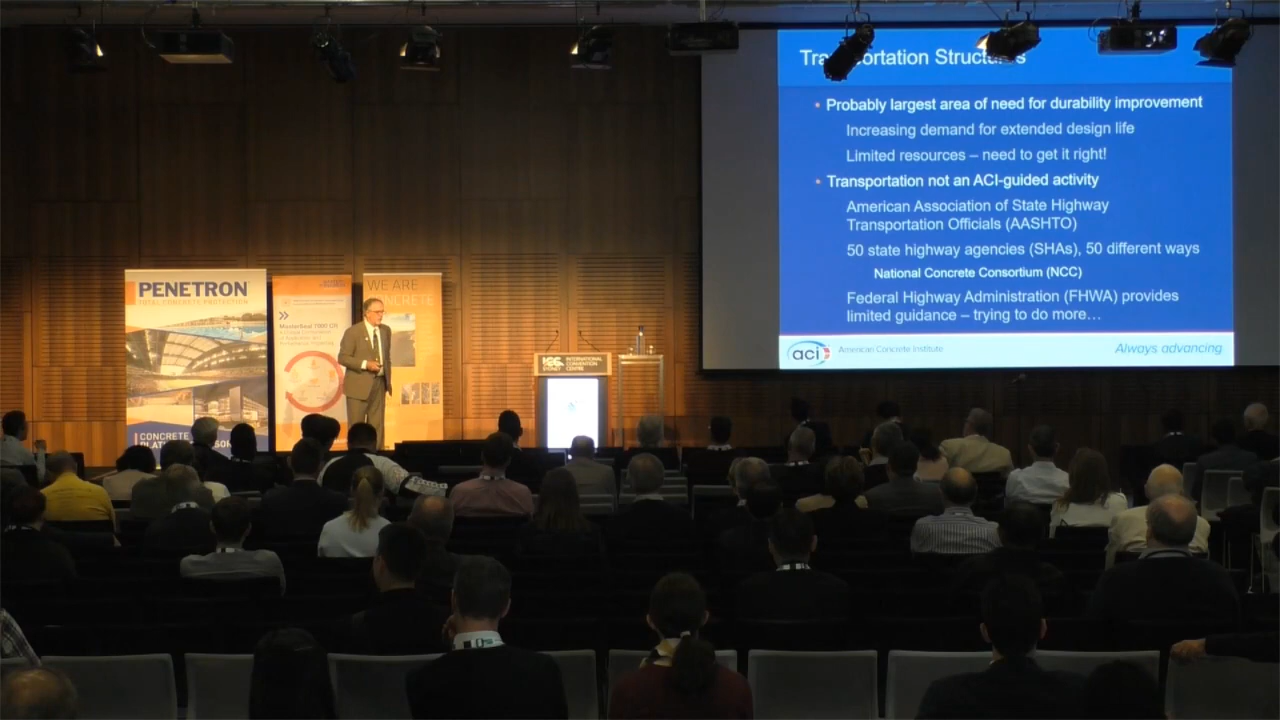 Transportation Structures
Probably largest area of need for durability improvement
Increasing demand for extended design life
Limited resources – need to get it right!
Transportation not an ACI-guided activity
American Association of State Highway
Transportation Officials (AASHTO)
50 state highway agencies (SHAs), 50 different ways
National Concrete Consortium (NCC)
Federal Highway Administration (FHWA) provides
limited guidance – trying to do more…
aci American Concrete Institute
Always advancing
PENETRON
TOTAL CONCRETE PROTECTION
CONCRETE
MasterSeal 7000 CR
WE ARE
CONCRETE
ICC SYDNEY
INTERNATIONAL
CONVENTION
CENTRE